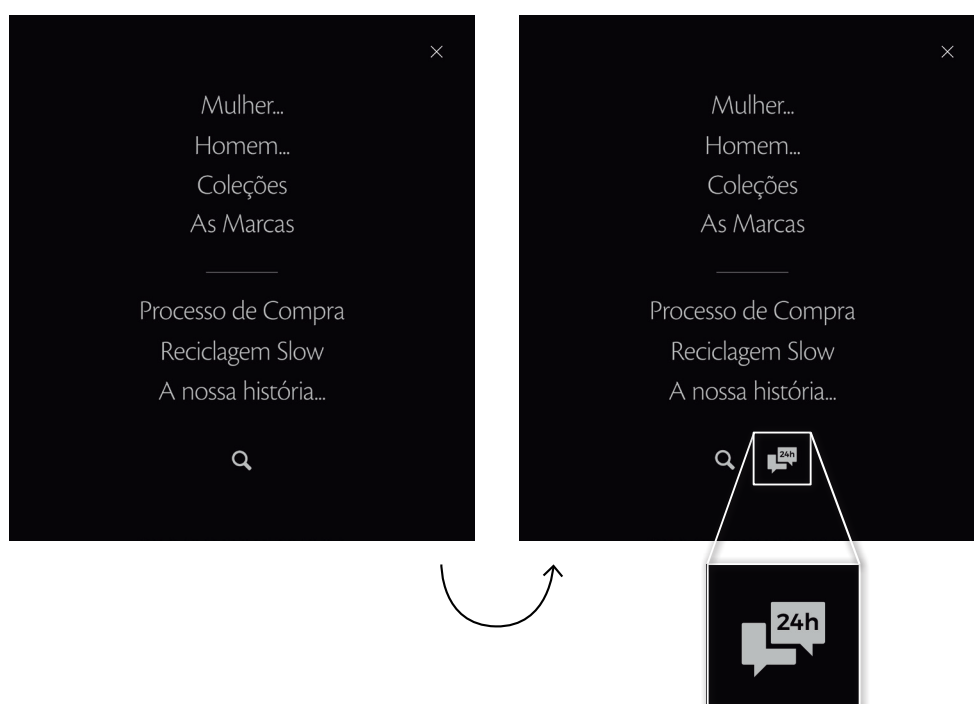 Mulher...
Homem...
Coleções
As Marcas
Processo de Compra
Reciclagem Slow
A nossa história...
Mulher...
Homem...
Coleções
As Marcas
Processo de Compra
Reciclagem Slow
A nossa história...
24h
24h